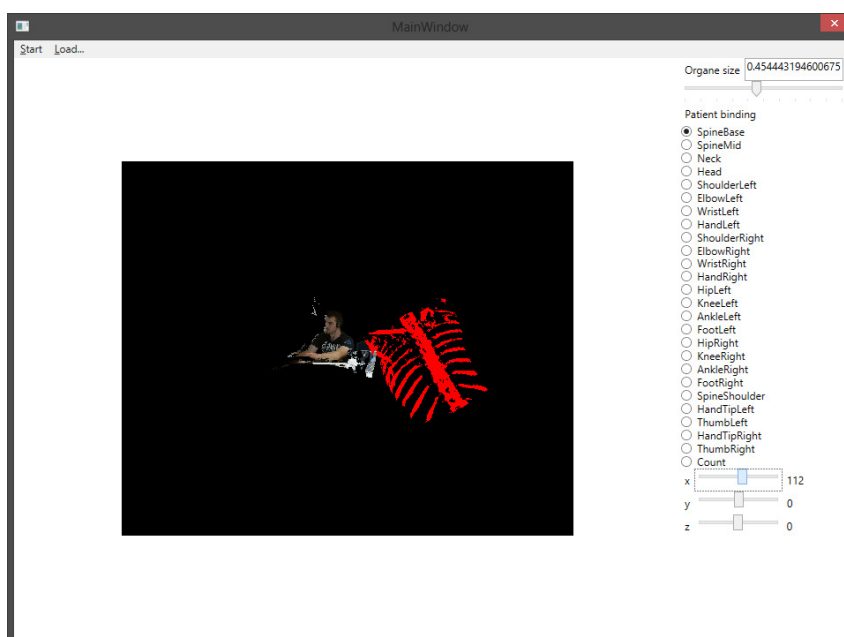 MainWindow
Start Load...
Organe size 0.454443194600675
Patient binding
SpineBase
SpineMid
Neck
Head
ShoulderLeft
ElbowLeft
WristLeft
HandLeft
ShoulderRight
ElbowRight
WristRight
HandRight
HipLeft
KneeLeft
AnkleLeft
FootLeft
HipRight
KneeRight
AnkleRight
FootRight
SpineShoulder
HandTipLeft
ThumbLeft
HandTipRight
ThumbRight
Count
x 112
y 0
z 0